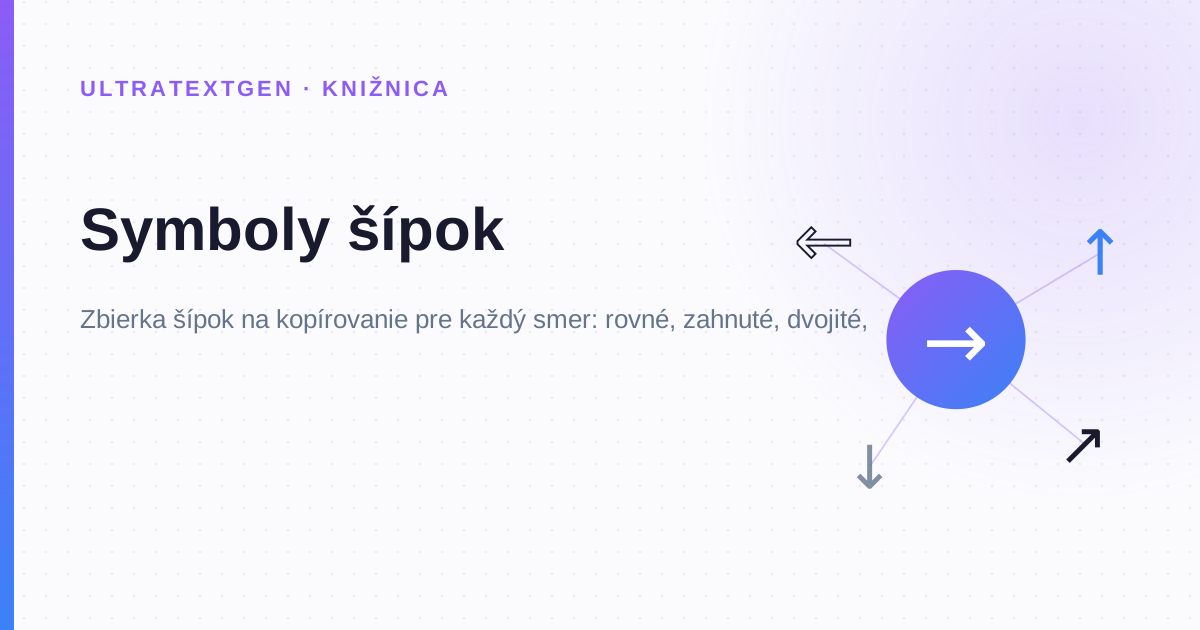 ULTRATEXTGEN · KNIŽNICA
Symboly šípok
Zbierka šípok na kopírovanie pre každý smer: rovné, zahnuté, dvojité,
⇐
↑
→
↗
↓